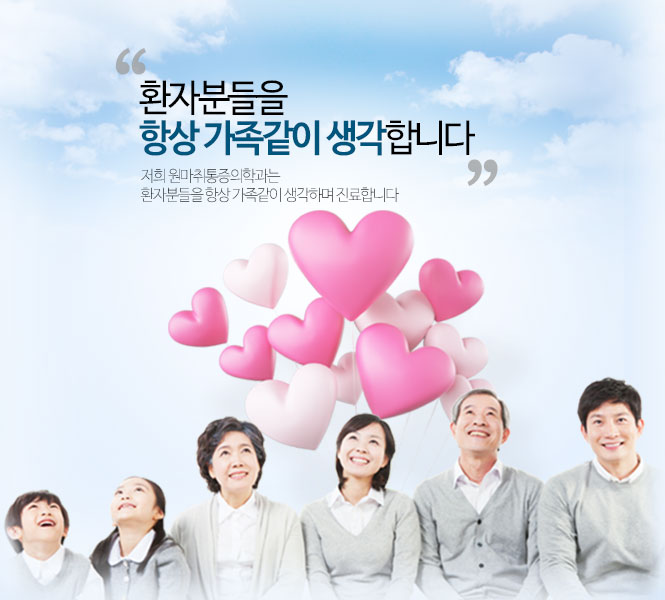 “
환자분들을
항상 가족같이 생각합니다
”
저희 원마취통증의학과는
환자분들을 항상 가족같이 생각하며 진료합니다